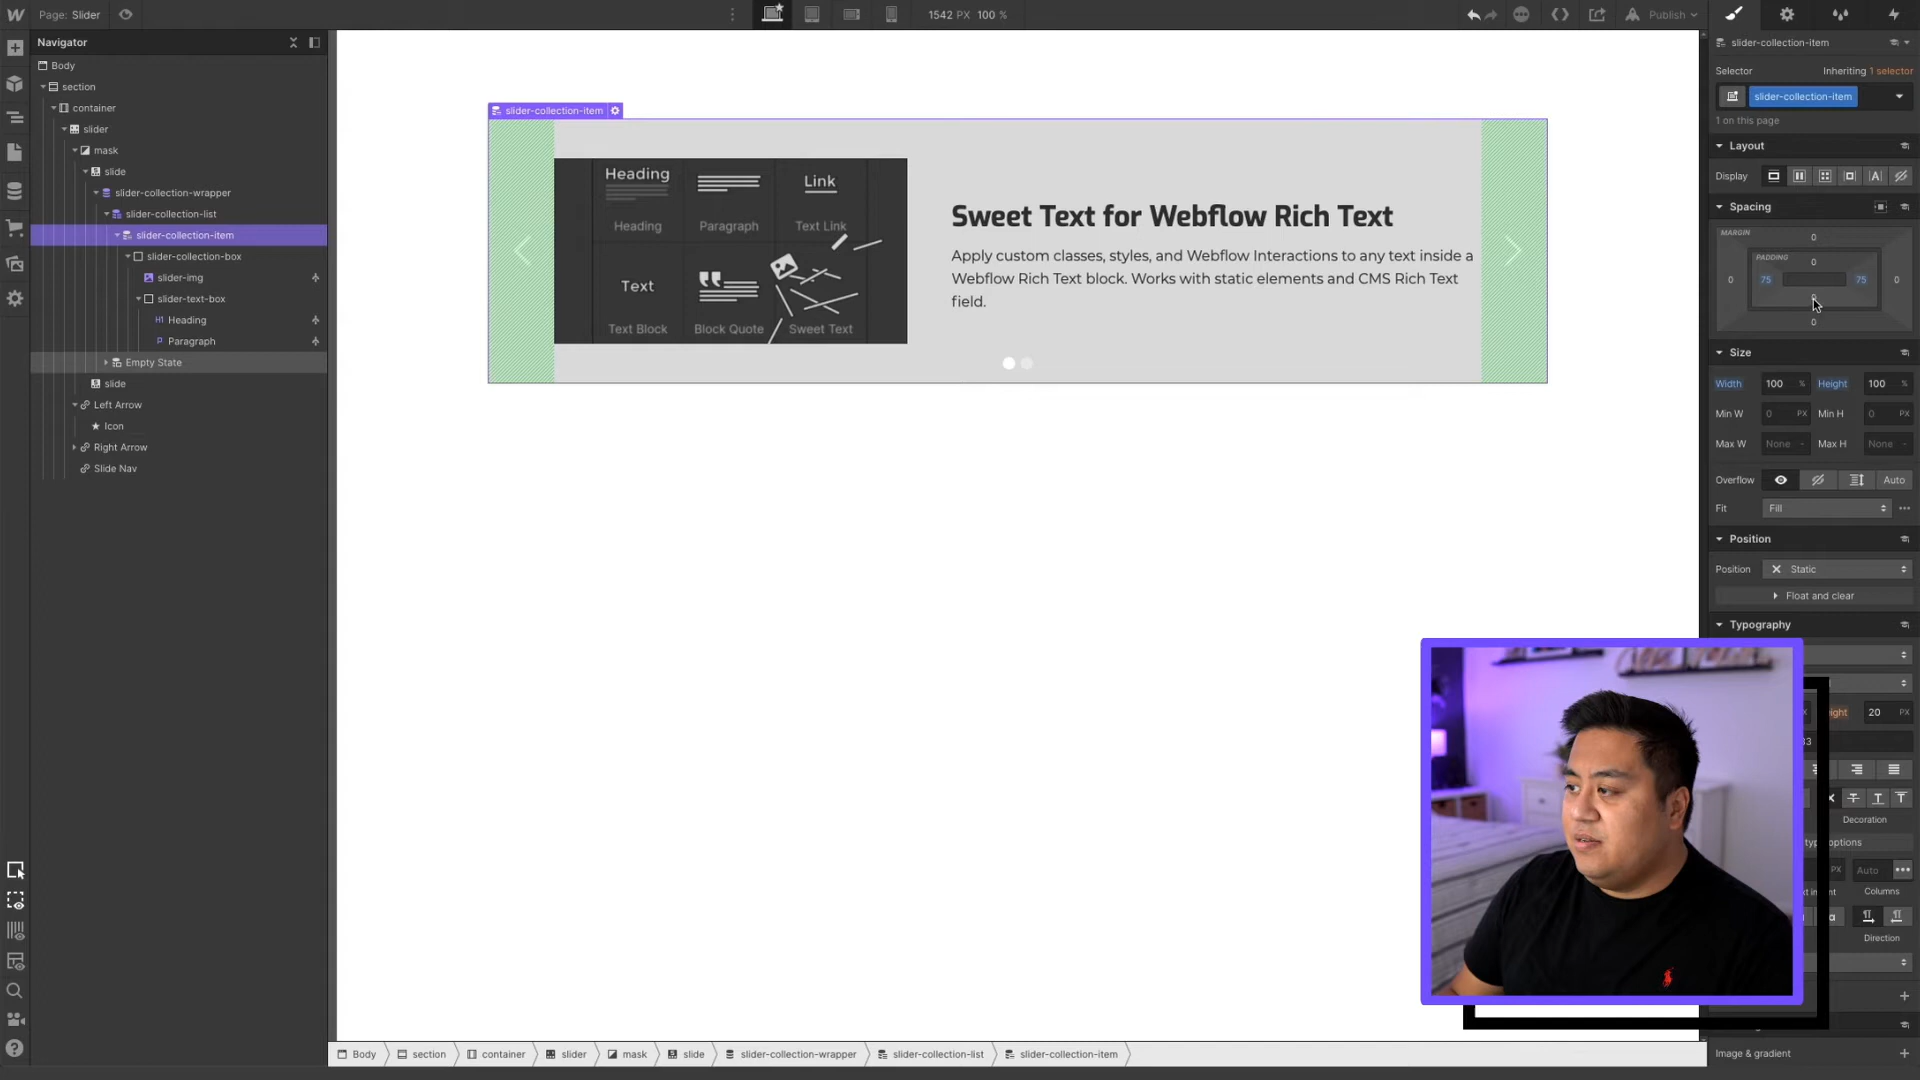 Page: Slider
1542 PX 100 %
Publish
Navigator
Body
section
container
slider
mask
slide
slider-collection-wrapper
slider-collection-list
slider-collection-item
slider-collection-box
slider-img
slider-text-box
H1 Heading
P Paragraph
Empty State
slide
Left Arrow
Icon
Right Arrow
Slide Nav
slider-collection-item
Heading
Link
Heading
Paragraph
Text Link
Text
Text Block
Block Quote
Sweet Text
Sweet Text for Webflow Rich Text
Apply custom classes, styles, and Webflow Interactions to any text inside a
Webflow Rich Text block. Works with static elements and CMS Rich Text
field.
slider-collection-item
Selector Inheriting 1 selector
slider-collection-item
1 on this page
Layout
Display
Spacing
MARGIN
0
PADDING
0
0 75 75 0
0
Size
Width 100 % Height 100 %
Min W 0 PX Min H 0 PX
Max W None - Max H None -
Overflow Auto
Fit Fill
Position
Position Static
Float and clear
Typography
20 PX
Decoration
Auto
Columns
Direction
Image & gradient
Body section container slider mask slide slider-collection-wrapper slider-collection-list slider-collection-item